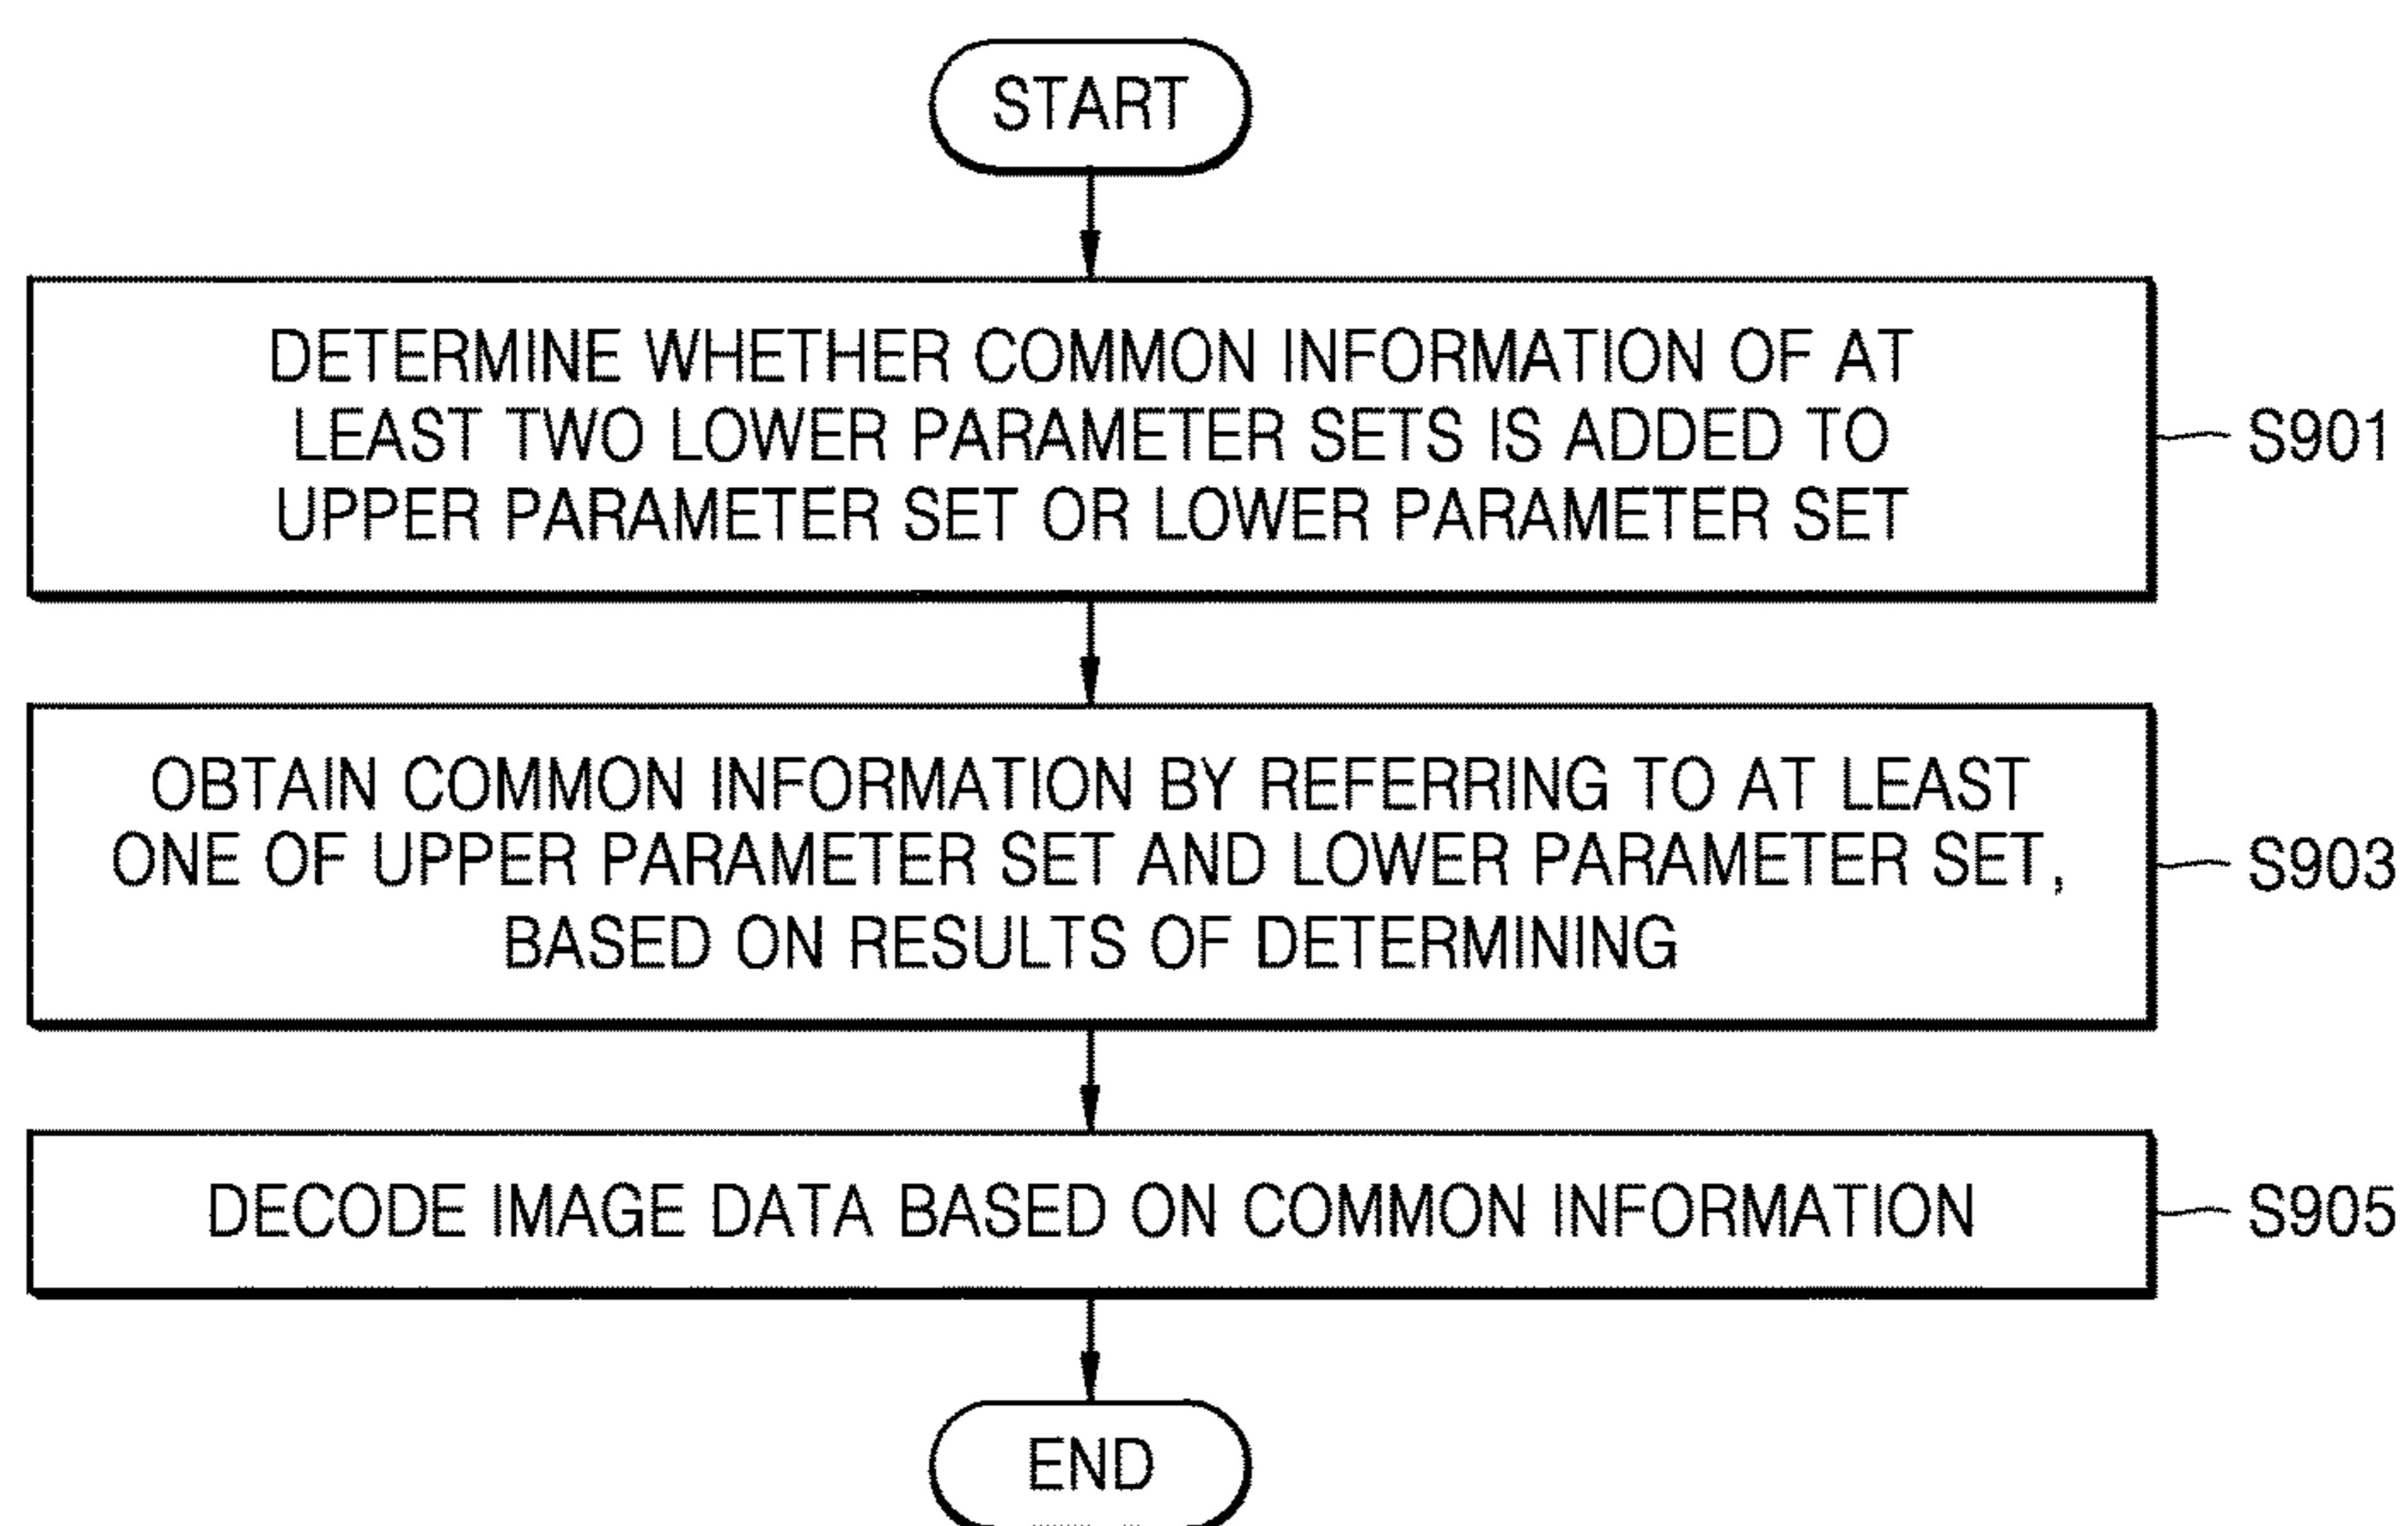 START
DETERMINE WHETHER COMMON INFORMATION OF AT
LEAST TWO LOWER PARAMETER SETS IS ADDED TO
UPPER PARAMETER SET OR LOWER PARAMETER SET
S901
OBTAIN COMMON INFORMATION BY REFERRING TO AT LEAST
ONE OF UPPER PARAMETER SET AND LOWER PARAMETER SET,
BASED ON RESULTS OF DETERMINING
S903
DECODE IMAGE DATA BASED ON COMMON INFORMATION
S905
END